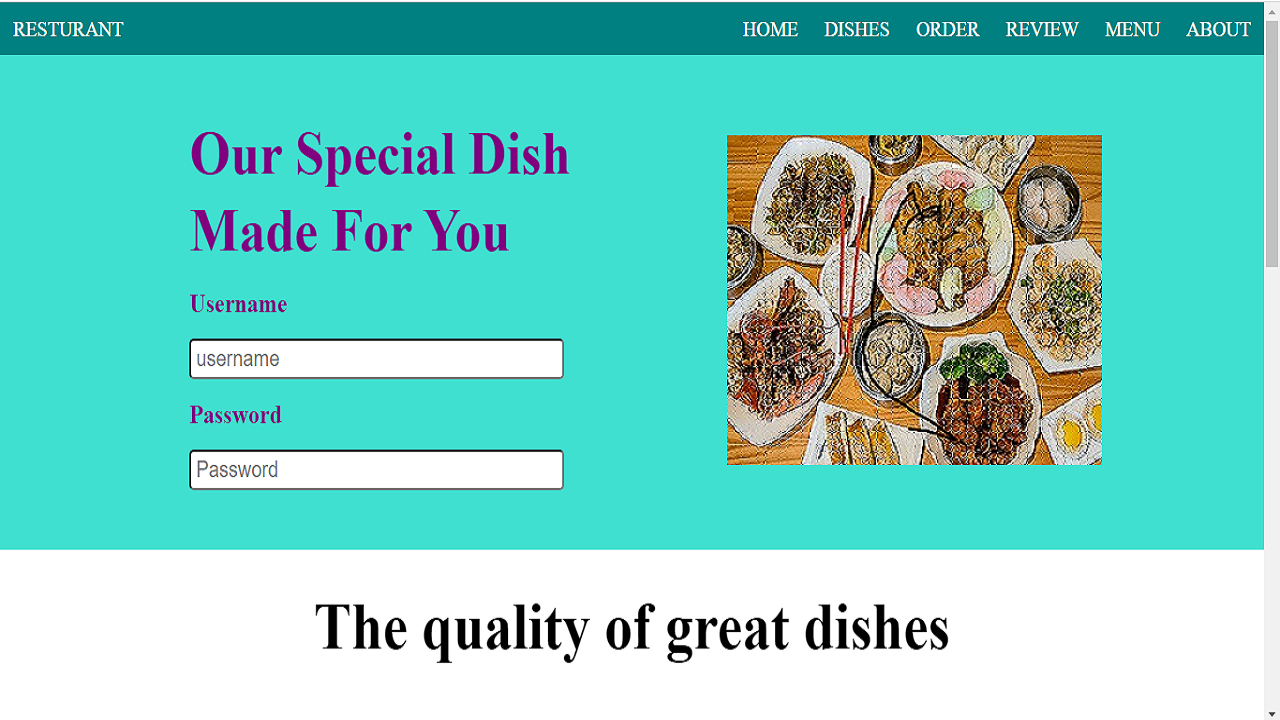 RESTURANT HOME DISHES ORDER REVIEW MENU ABOUT
Our Special Dish
Made For You
Username
username
Password
Password
The quality of great dishes